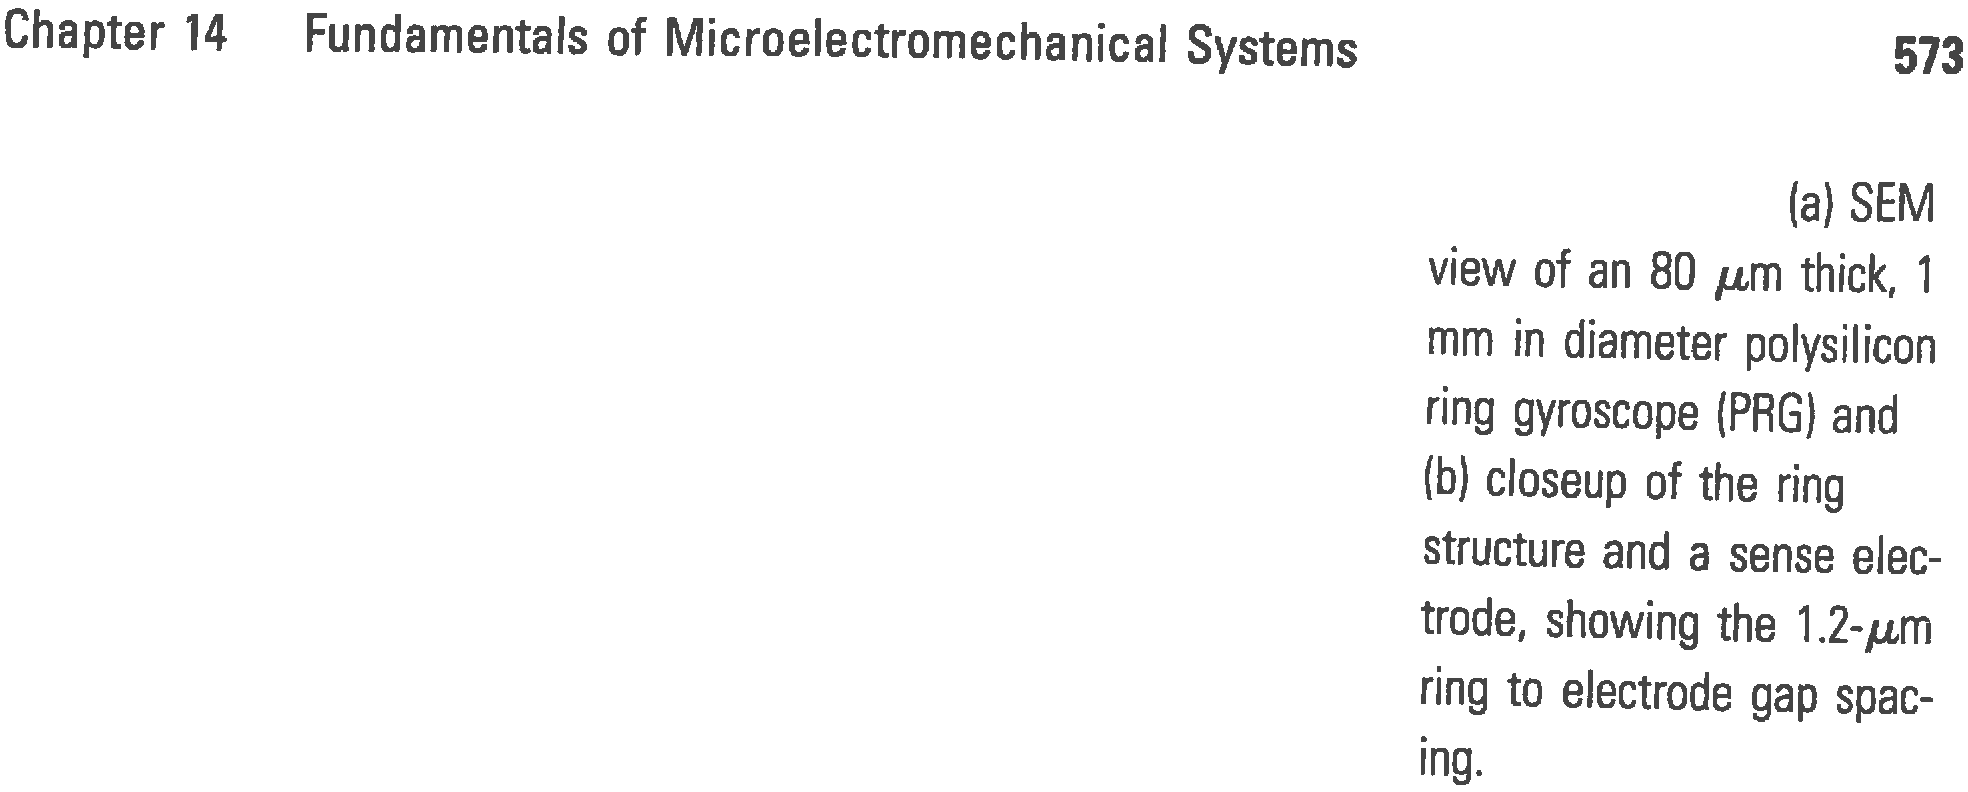 Chapter 14 Fundamentals of Microelectromechanical Systems 573
(a) SEM
view of an 80 μm thick, 1
mm in diameter polysilicon
ring gyroscope (PRG) and
(b) closeup of the ring
structure and a sense elec-
trode, showing the 1.2-μm
ring to electrode gap spac-
ing.